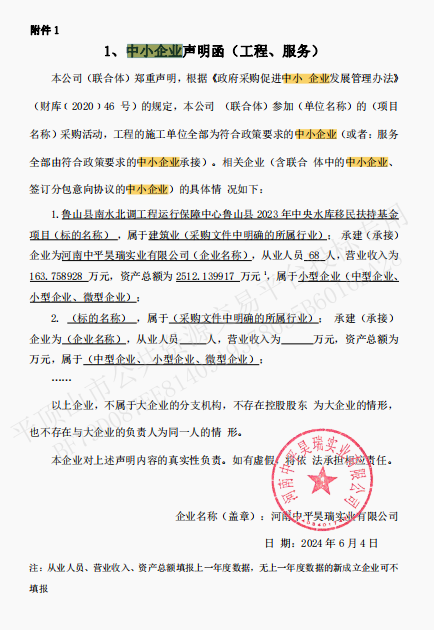 附件 1
1、中小企业声明函（工程、服务）
本公司（联合体）郑重声明，根据《政府采购促进中小 企业发展管理办法》
（财库﹝2020﹞46 号）的规定，本公司 （联合体）参加（单位名称）的（项目
名称）采购活动，工程的施工单位全部为符合政策要求的中小企业（或者：服务
全部由符合政策要求的中小企业承接）。相关企业（含联合 体中的中小企业、
签订分包意向协议的中小企业）的具体情 况如下：
1.鲁山县南水北调工程运行保障中心鲁山县 2023 年中央水库移民扶持基金
项目（标的名称） ，属于建筑业（采购文件中明确的所属行业）； 承建（承接）
企业为河南中平昊瑞实业有限公司（企业名称），从业人员 68 人，营业收入为
163.758928 万元，资产总额为 2512.139917 万元¹，属于小型企业（中型企业、
小型企业、微型企业）；
2. （标的名称） ，属于（采购文件中明确的所属行业）； 承建（承接）
企业为（企业名称），从业人员 人，营业收入为 万元，资产总额为
万元，属于（中型企业、 小型企业、微型企业）；
……
以上企业，不属于大企业的分支机构，不存在控股股东 为大企业的情形，
也不存在与大企业的负责人为同一人的情 形。
本企业对上述声明内容的真实性负责。如有虚假，将依 法承担相应责任。
河南中平昊瑞实业有限公司
企业名称（盖章）：河南中平昊瑞实业有限公司
日 期：2024 年 6 月 4 日
注：从业人员、营业收入、资产总额填报上一年度数据，无上一年度数据的新成立企业可不
填报